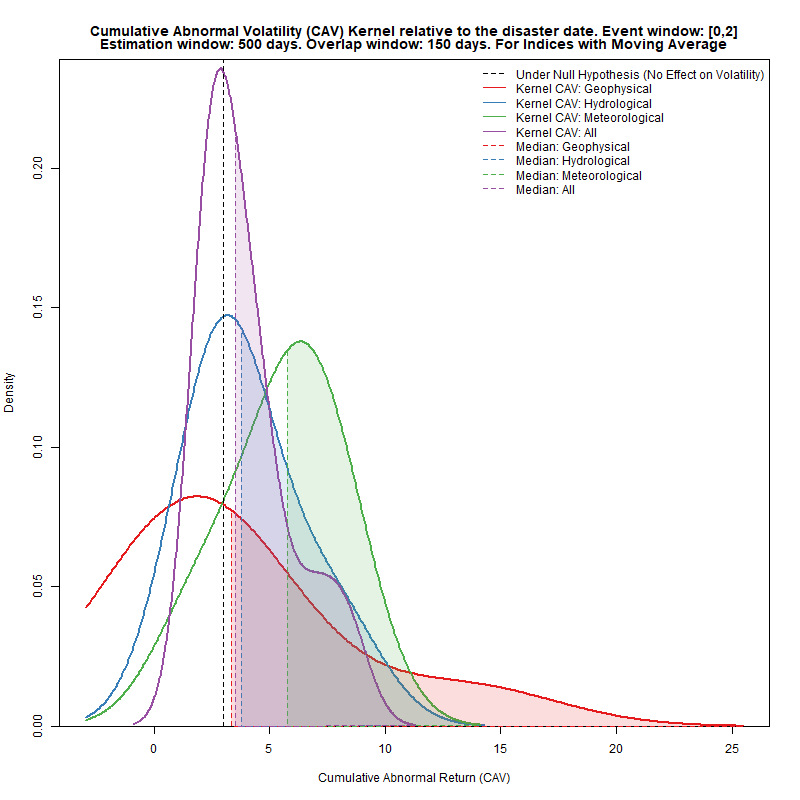 Cumulative Abnormal Volatility (CAV) Kernel relative to the disaster date. Event window: [0,2]
Estimation window: 500 days. Overlap window: 150 days. For Indices with Moving Average
Under Null Hypothesis (No Effect on Volatility)
Kernel CAV: Geophysical
Kernel CAV: Hydrological
Kernel CAV: Meteorological
Kernel CAV: All
Median: Geophysical
Median: Hydrological
Median: Meteorological
Median: All
Density
0.20
0.15
0.10
0.05
0.00
0 5 10 15 20 25
Cumulative Abnormal Return (CAV)